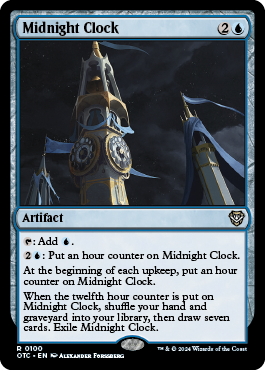 Midnight Clock 2
Artifact
: Add .
2 : Put an hour counter on Midnight Clock.
At the beginning of each upkeep, put an
hour counter on Midnight Clock.
When the twelfth hour counter is put on
Midnight Clock, shuffle your hand and
graveyard into your library, then draw seven
cards. Exile Midnight Clock.
R 0100
OTC • EN Alexander Forssberg
™ & © 2024 Wizards of the Coast